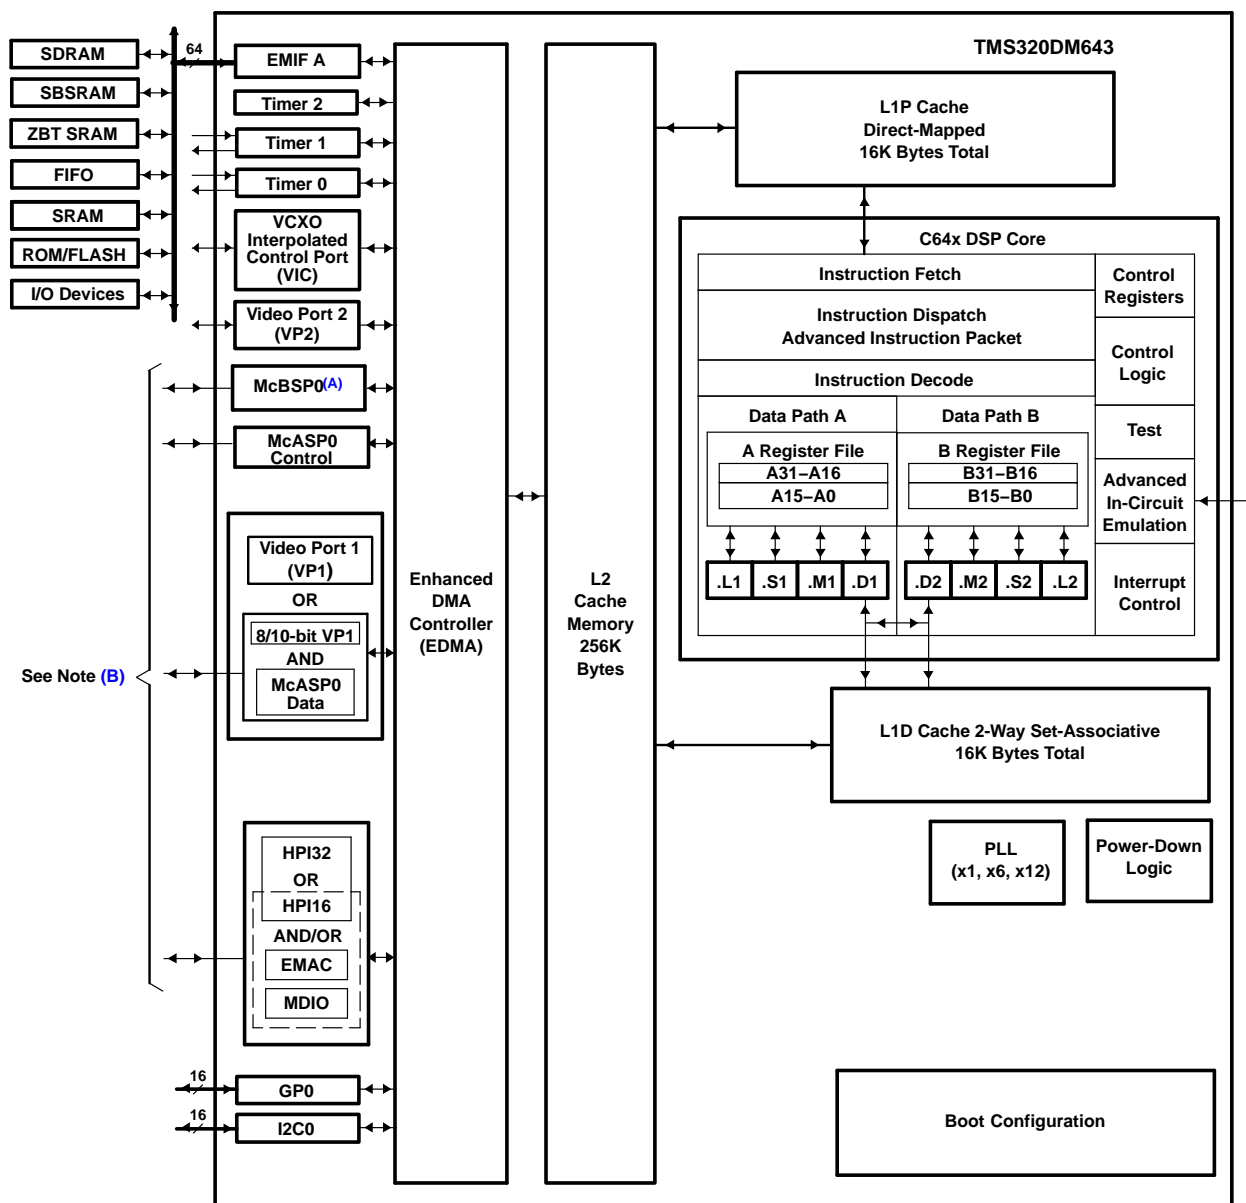 TMS320DM643
SDRAM
SBSRAM
ZBT SRAM
FIFO
SRAM
ROM/FLASH
I/O Devices
64
EMIF A
Timer 2
Timer 1
Timer 0
VCXO
Interpolated
Control Port
(VIC)
Video Port 2
(VP2)
McBSP0(A)
McASP0
Control
Video Port 1
(VP1)
OR
8/10-bit VP1
AND
McASP0
Data
See Note (B)
HPI32
OR
HPI16
AND/OR
EMAC
MDIO
16
GP0
16
I2C0
Enhanced
DMA
Controller
(EDMA)
L2
Cache
Memory
256K
Bytes
L1P Cache
Direct-Mapped
16K Bytes Total
C64x DSP Core
Instruction Fetch
Instruction Dispatch
Advanced Instruction Packet
Instruction Decode
Data Path A
Data Path B
A Register File
A31–A16
A15–A0
B Register File
B31–B16
B15–B0
.L1
.S1
.M1
.D1
.D2
.M2
.S2
.L2
Control
Registers
Control
Logic
Test
Advanced
In-Circuit
Emulation
Interrupt
Control
L1D Cache 2-Way Set-Associative
16K Bytes Total
PLL
(x1, x6, x12)
Power-Down
Logic
Boot Configuration